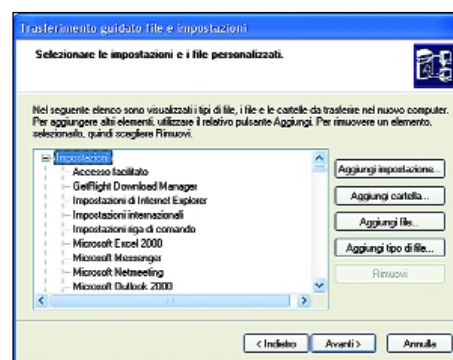 Trasferimento guidato file e impostazioni
Selezionare le impostazioni e i file personalizzati.
Nel seguente elenco sono visualizzati i tipi di file, i file e le cartelle da trasferire nel nuovo computer.
Per aggiungere altri elementi, utilizzare il relativo pulsante Aggiungi. Per rimuovere un elemento,
selezionarlo, quindi scegliere Rimuovi.
Impostazioni
Accesso facilitato
GetRight Download Manager
Impostazioni di Internet Explorer
Impostazioni internazionali
Impostazioni riga di comando
Microsoft Excel 2000
Microsoft Messenger
Microsoft Netmeeting
Microsoft Outlook 2000
Aggiungi impostazione...
Aggiungi cartella...
Aggiungi file...
Aggiungi tipo di file...
Rimuovi
< Indietro
Avanti >
Annulla